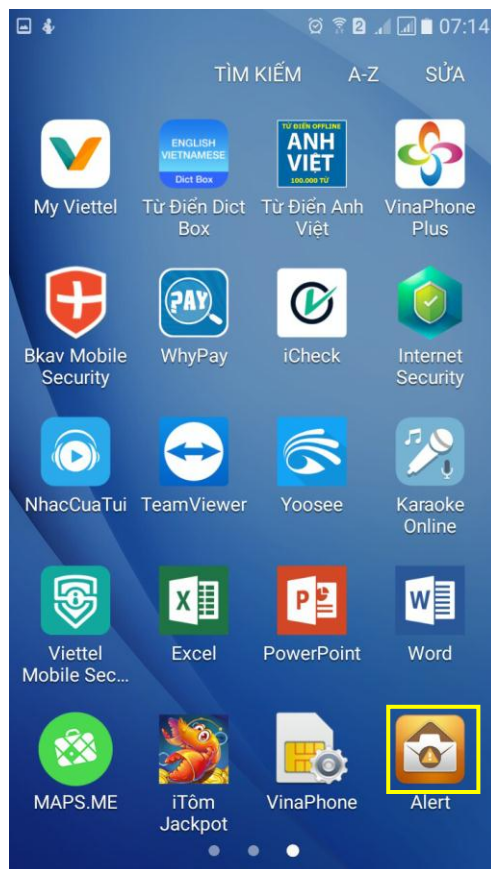 2
07:14
TÌM KIẾM A-Z SỬA
ENGLISH
VIETNAMESE
Dict Box
TỪ ĐIỂN OFFLINE
ANH
VIỆT
100.000 TỪ
My Viettel
Từ Điển Dict
Box
Từ Điển Anh
Việt
VinaPhone
Plus
PAY
Bkav Mobile
Security
WhyPay
iCheck
Internet
Security
NhacCuaTui
TeamViewer
Yoosee
Karaoke
Online
X
P
W
Viettel
Mobile Sec...
Excel
PowerPoint
Word
MAPS.ME
iTôm
Jackpot
VinaPhone
Alert